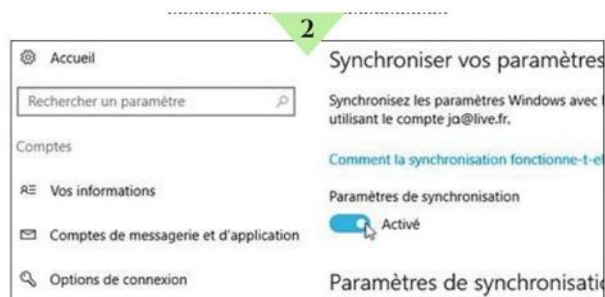 2
Accueil
Rechercher un paramètre
Comptes
Vos informations
Comptes de messagerie et d'application
Options de connexion
Synchroniser vos paramètres
Synchronisez les paramètres Windows avec
utilisant le compte ja@live.fr.
Comment la synchronisation fonctionne-t-el
Paramètres de synchronisation
Activé
Paramètres de synchronisati